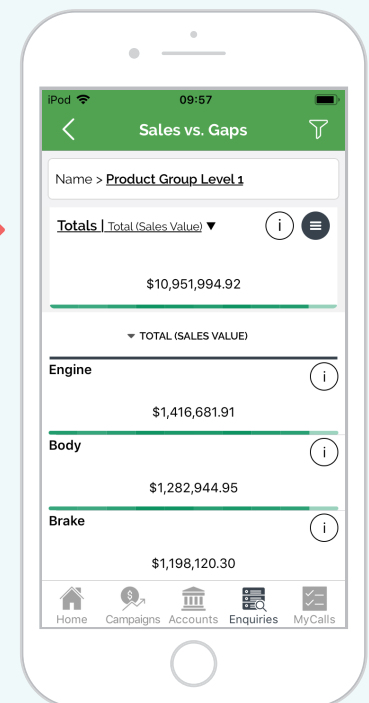 iPod 09:57
Sales vs. Gaps
Name > Product Group Level 1
Totals | Total (Sales Value) ▼ i
$10,951,994.92
▼ TOTAL (SALES VALUE)
Engine i
$1,416,681.91
Body i
$1,282,944.95
Brake i
$1,198,120.30
Home Campaigns Accounts Enquiries MyCalls